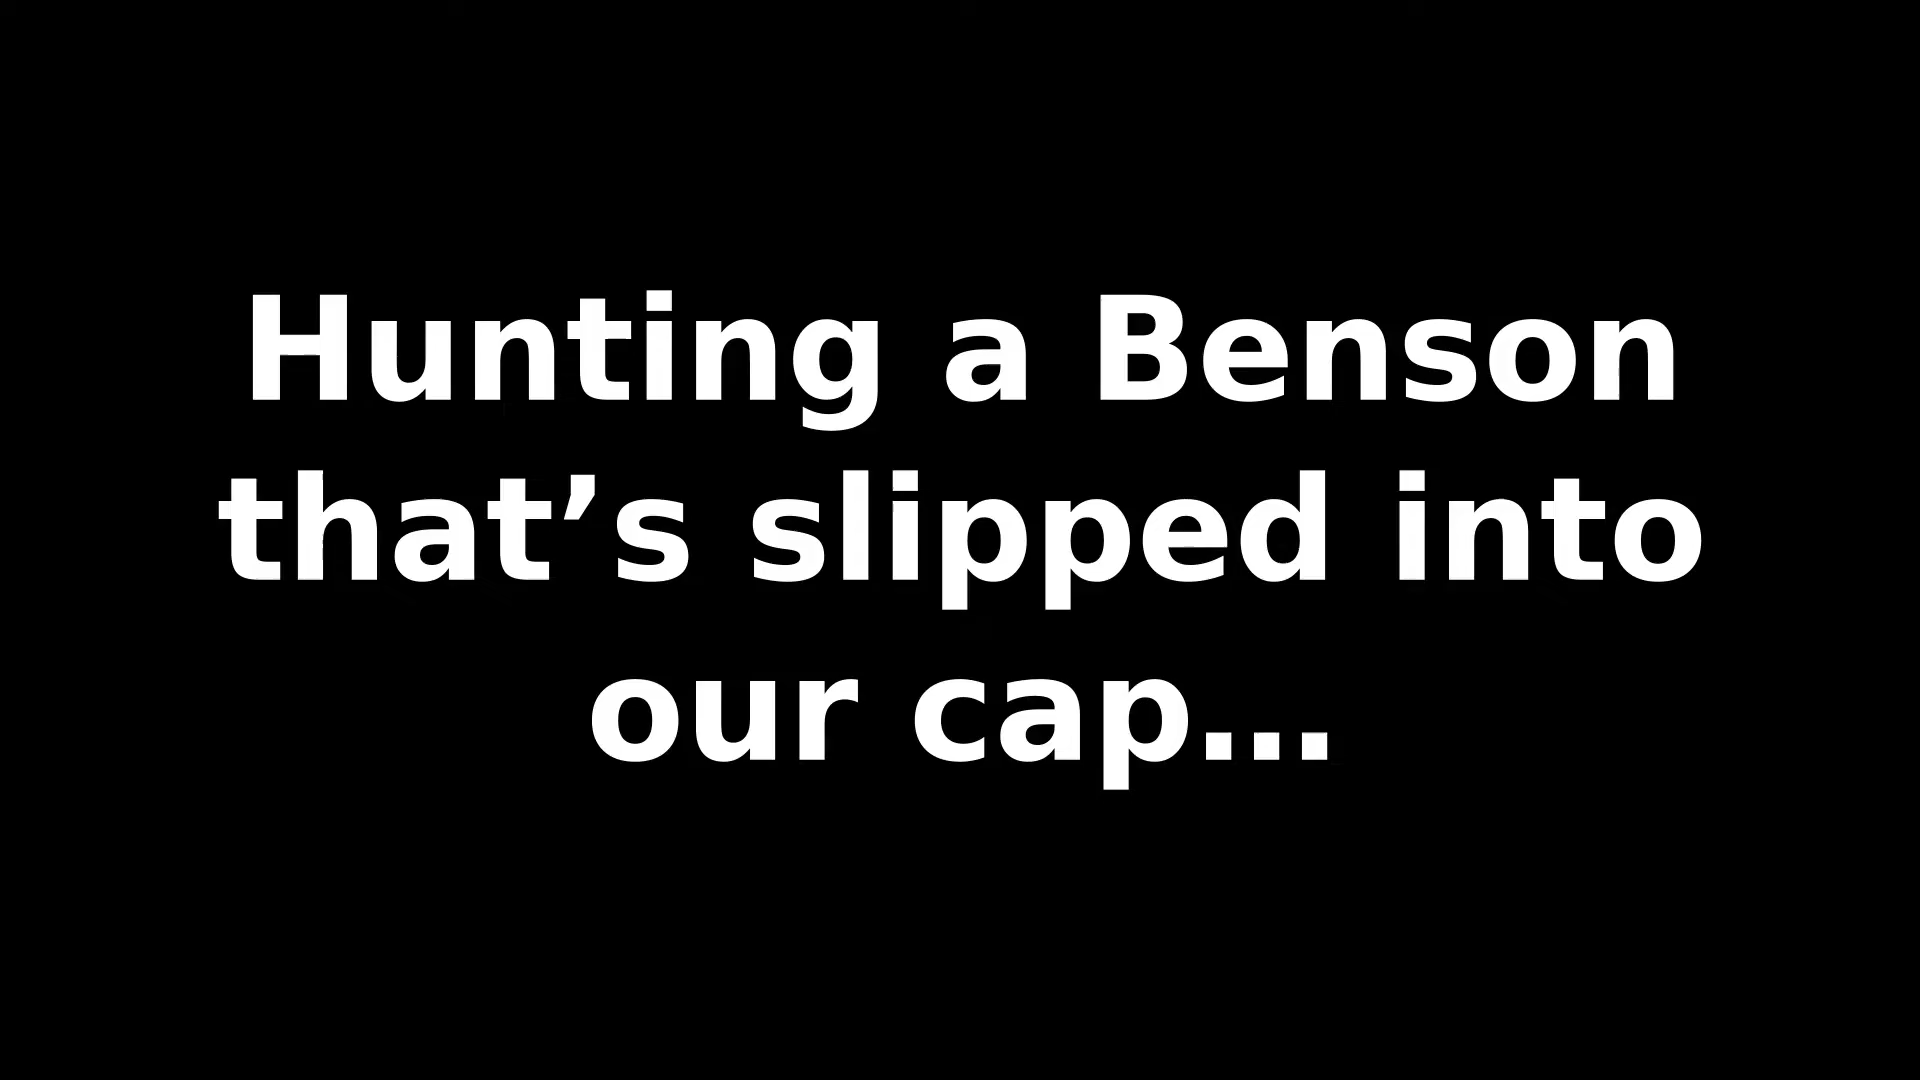 Hunting a Benson
that’s slipped into
our cap…